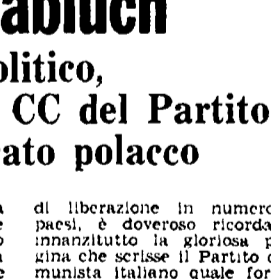 abiuch
olitico,
CC del Partito
ato polacco
di liberazione in numero
paesi, è doveroso ricorda
innanzitutto la gloriosa p
gina che scrisse il Partito c
munista italiano quale for